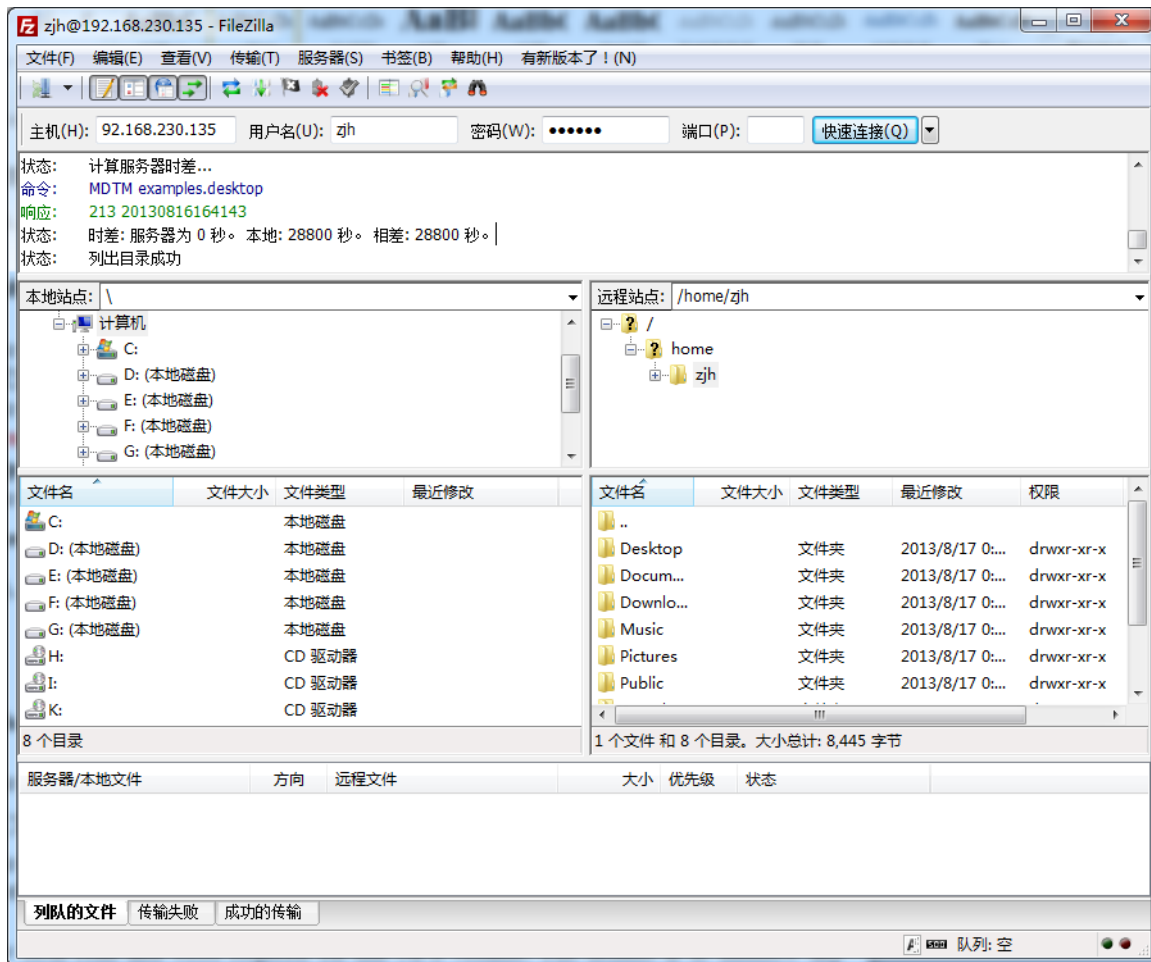 zjh@192.168.230.135 - FileZilla
文件(F) 编辑(E) 查看(V) 传输(T) 服务器(S) 书签(B) 帮助(H) 有新版本了！(N)
主机(H): 92.168.230.135 用户名(U): zjh 密码(W): ●●●●●● 端口(P): 快速连接(Q)
状态: 计算服务器时差...
命令: MDTM examples.desktop
响应: 213 20130816164143
状态: 时差: 服务器为 0 秒。 本地: 28800 秒。 相差: 28800 秒。
状态: 列出目录成功
本地站点: \
计算机
C:
D: (本地磁盘)
E: (本地磁盘)
F: (本地磁盘)
G: (本地磁盘)
远程站点: /home/zjh
/
home
zjh
文件名 文件大小 文件类型 最近修改
C: 本地磁盘
D: (本地磁盘) 本地磁盘
E: (本地磁盘) 本地磁盘
F: (本地磁盘) 本地磁盘
G: (本地磁盘) 本地磁盘
H: CD 驱动器
I: CD 驱动器
K: CD 驱动器
8 个目录
文件名 文件大小 文件类型 最近修改 权限
..
Desktop 文件夹 2013/8/17 0:... drwxr-xr-x
Docum... 文件夹 2013/8/17 0:... drwxr-xr-x
Downlo... 文件夹 2013/8/17 0:... drwxr-xr-x
Music 文件夹 2013/8/17 0:... drwxr-xr-x
Pictures 文件夹 2013/8/17 0:... drwxr-xr-x
Public 文件夹 2013/8/17 0:... drwxr-xr-x
1 个文件 和 8 个目录。大小总计: 8,445 字节
服务器/本地文件 方向 远程文件 大小 优先级 状态
列队的文件 传输失败 成功的传输
队列: 空